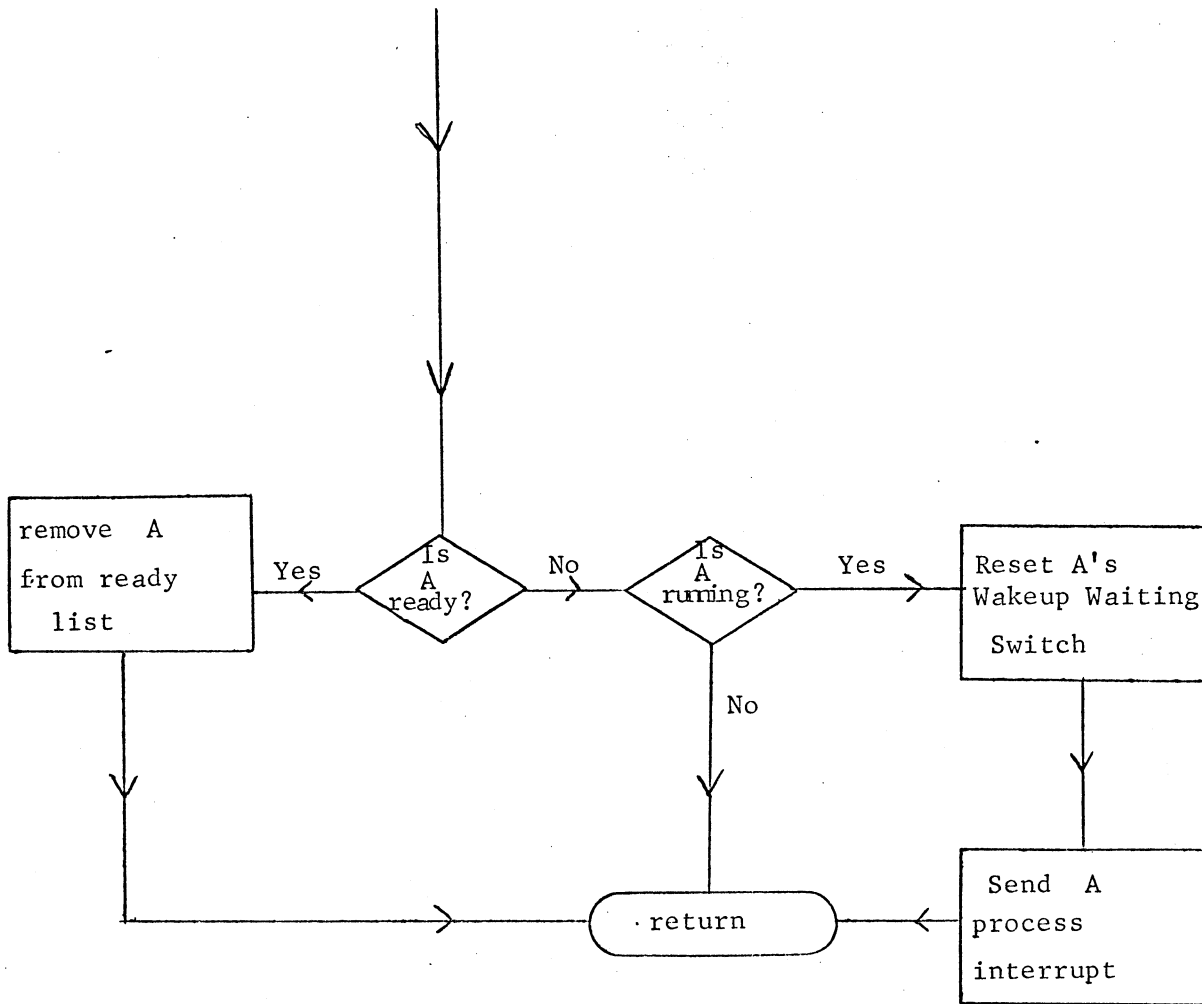 remove A
from ready
list
Yes
Is
A
ready?
No
Is
A
running?
Yes
Reset A's
Wakeup Waiting
Switch
No
return
Send A
process
interrupt